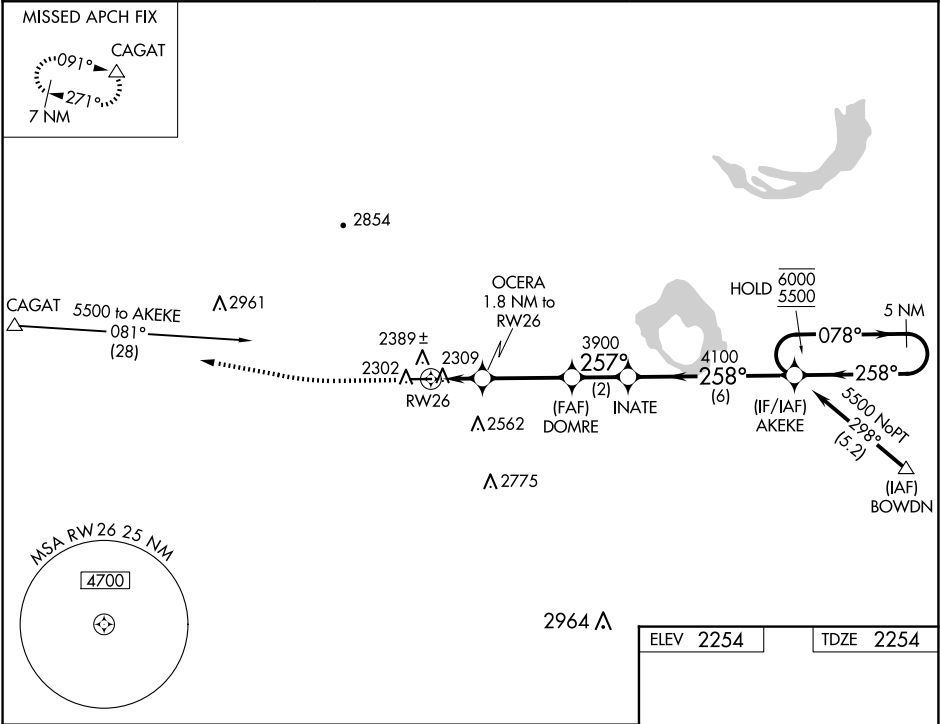 MISSED APCH FIX
CAGAT
091°
271°
7 NM
2854
CAGAT
5500 to AKEKE
081°
(28)
2961
2389±
2302
2309
RW26
OCERA
1.8 NM to
RW26
2562
2775
3900
257°
(2)
(FAF)
DOMRE
INATE
4100
258°
(6)
HOLD
6000
5500
5 NM
078°
258°
(IF/IAF)
AKEKE
5500 NoPT
298°
(5.2)
(IAF)
BOWDN
MSA RW26 25 NM
4700
2964
ELEV 2254
TDZE 2254